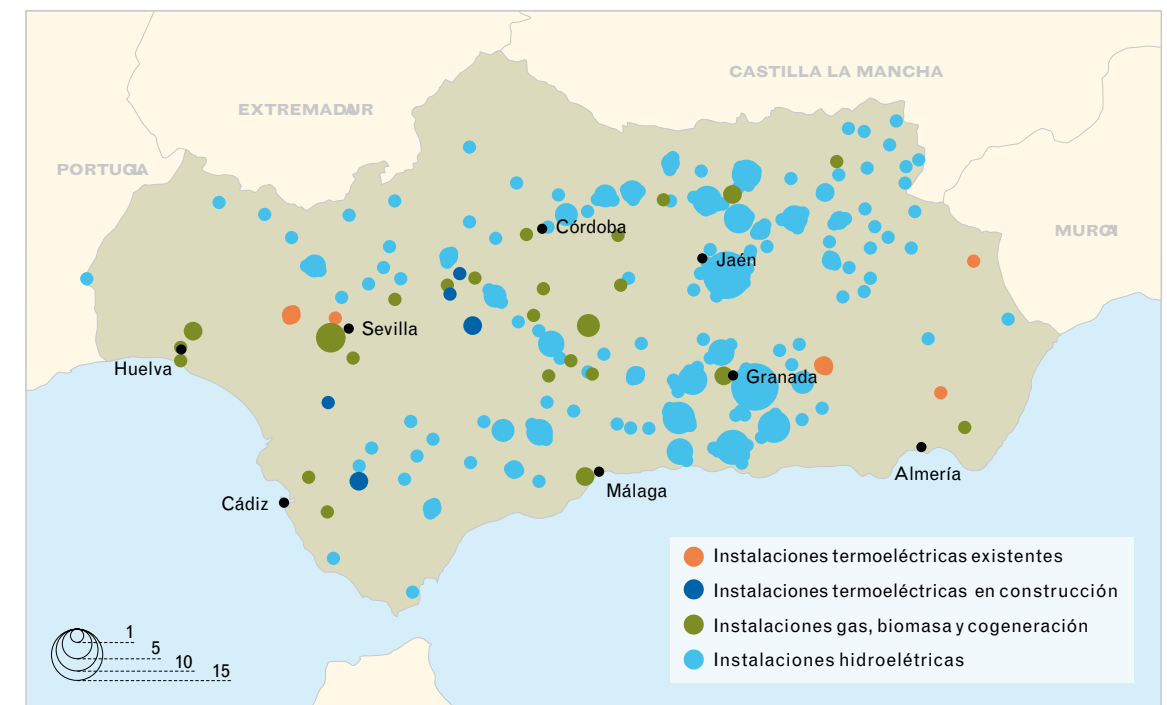 CASTILLA LA MANCHA
EXTREMADUR
PORTUGA
MURCI
Córdoba
Jaén
Sevilla
Huelva
Granada
Almería
Málaga
Cádiz
Instalaciones termoeléctricas existentes
Instalaciones termoeléctricas en construcción
Instalaciones gas, biomasa y cogeneración
Instalaciones hidroelétricas
1
5
10
15